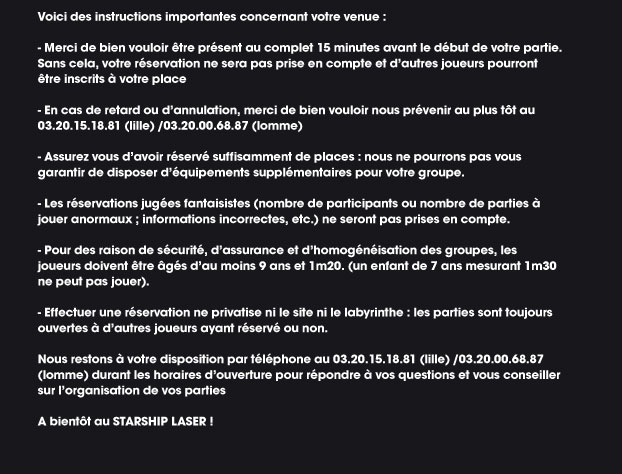 Voici des instructions importantes concernant votre venue :
- Merci de bien vouloir être présent au complet 15 minutes avant le début de votre partie.
Sans cela, votre réservation ne sera pas prise en compte et d'autres joueurs pourront
être inscrits à votre place
- En cas de retard ou d'annulation, merci de bien vouloir nous prévenir au plus tôt au
03.20.15.18.81 (lille) /03.20.00.68.87 (lomme)
- Assurez vous d'avoir réservé suffisamment de places : nous ne pourrons pas vous
garantir de disposer d'équipements supplémentaires pour votre groupe.
- Les réservations jugées fantaisistes (nombre de participants ou nombre de parties à
jouer anormaux ; informations incorrectes, etc.) ne seront pas prises en compte.
- Pour des raison de sécurité, d'assurance et d'homogénéisation des groupes, les
joueurs doivent être âgés d'au moins 9 ans et 1m20. (un enfant de 7 ans mesurant 1m30
ne peut pas jouer).
- Effectuer une réservation ne privatise ni le site ni le labyrinthe : les parties sont toujours
ouvertes à d'autres joueurs ayant réservé ou non.
Nous restons à votre disposition par téléphone au 03.20.15.18.81 (lille) /03.20.00.68.87
(lomme) durant les horaires d'ouverture pour répondre à vos questions et vous conseiller
sur l'organisation de vos parties
A bientôt au STARSHIP LASER !